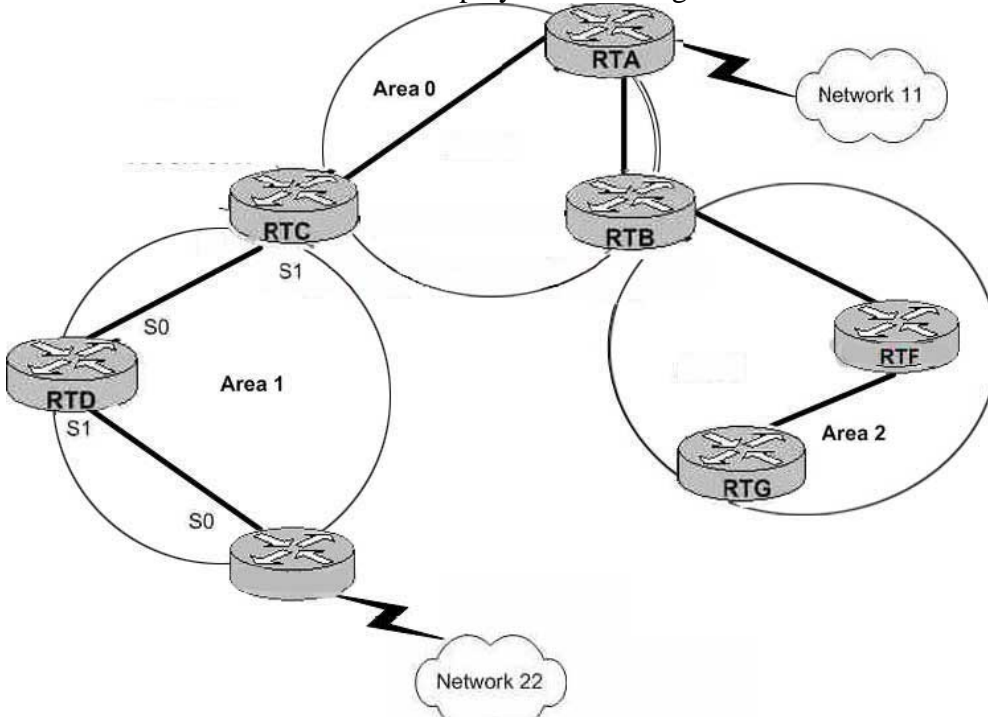 RTA
Area 0
Network 11
RTC
RTB
S1
S0
RTF
RTD
Area 1
S1
Area 2
RTG
S0
Network 22